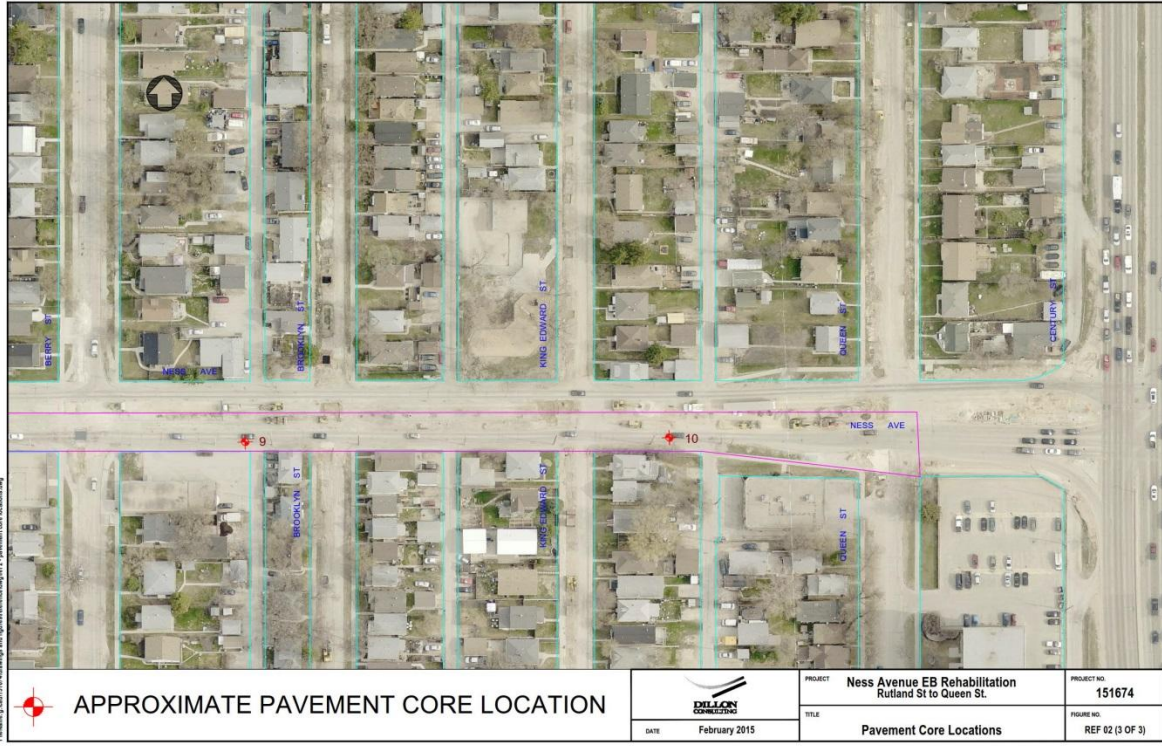 BERRY ST
BROOKLYN ST
KING EDWARD ST
QUEEN ST
CENTURY ST
NESS AVE
NESS AVE
9
10
BROOKLYN ST
KING EDWARD ST
QUEEN ST
APPROXIMATE PAVEMENT CORE LOCATION
DILLON
CONSULTING
DATE February 2015
PROJECT Ness Avenue EB Rehabilitation
Rutland St to Queen St.
TITLE Pavement Core Locations
PROJECT NO.
151674
FIGURE NO.
REF 02 (3 OF 3)